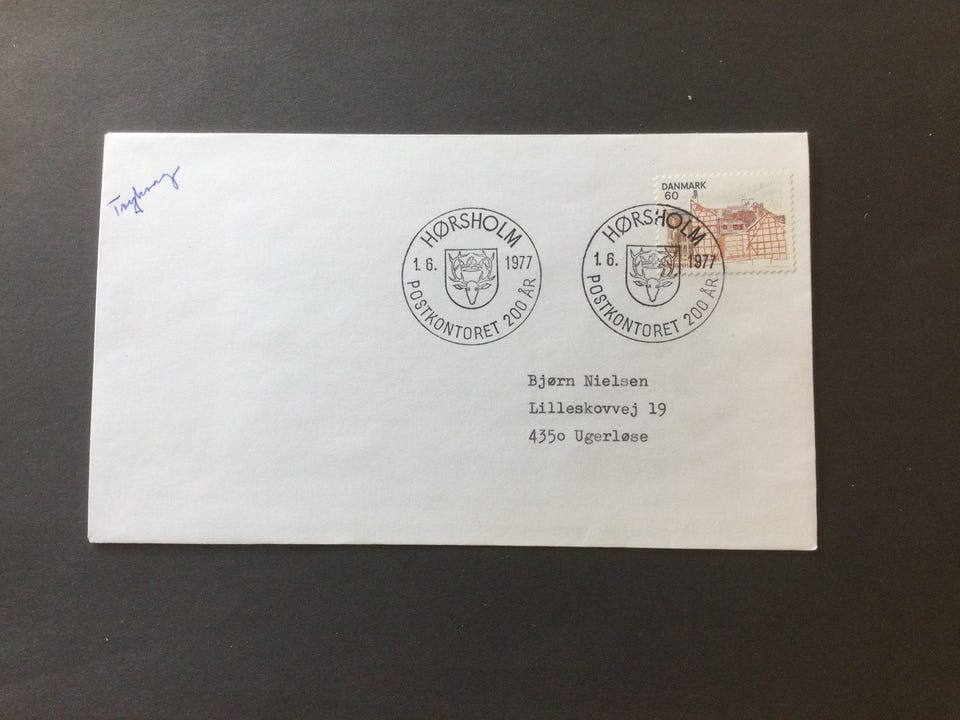 Tryksag
DANMARK
60
HØRSHOLM
1. 6. 1977
POSTKONTORET 200 ÅR
HØRSHOLM
1. 6. 1977
POSTKONTORET 200 ÅR
Bjørn Nielsen
Lilleskovvej 19
435o Ugerløse